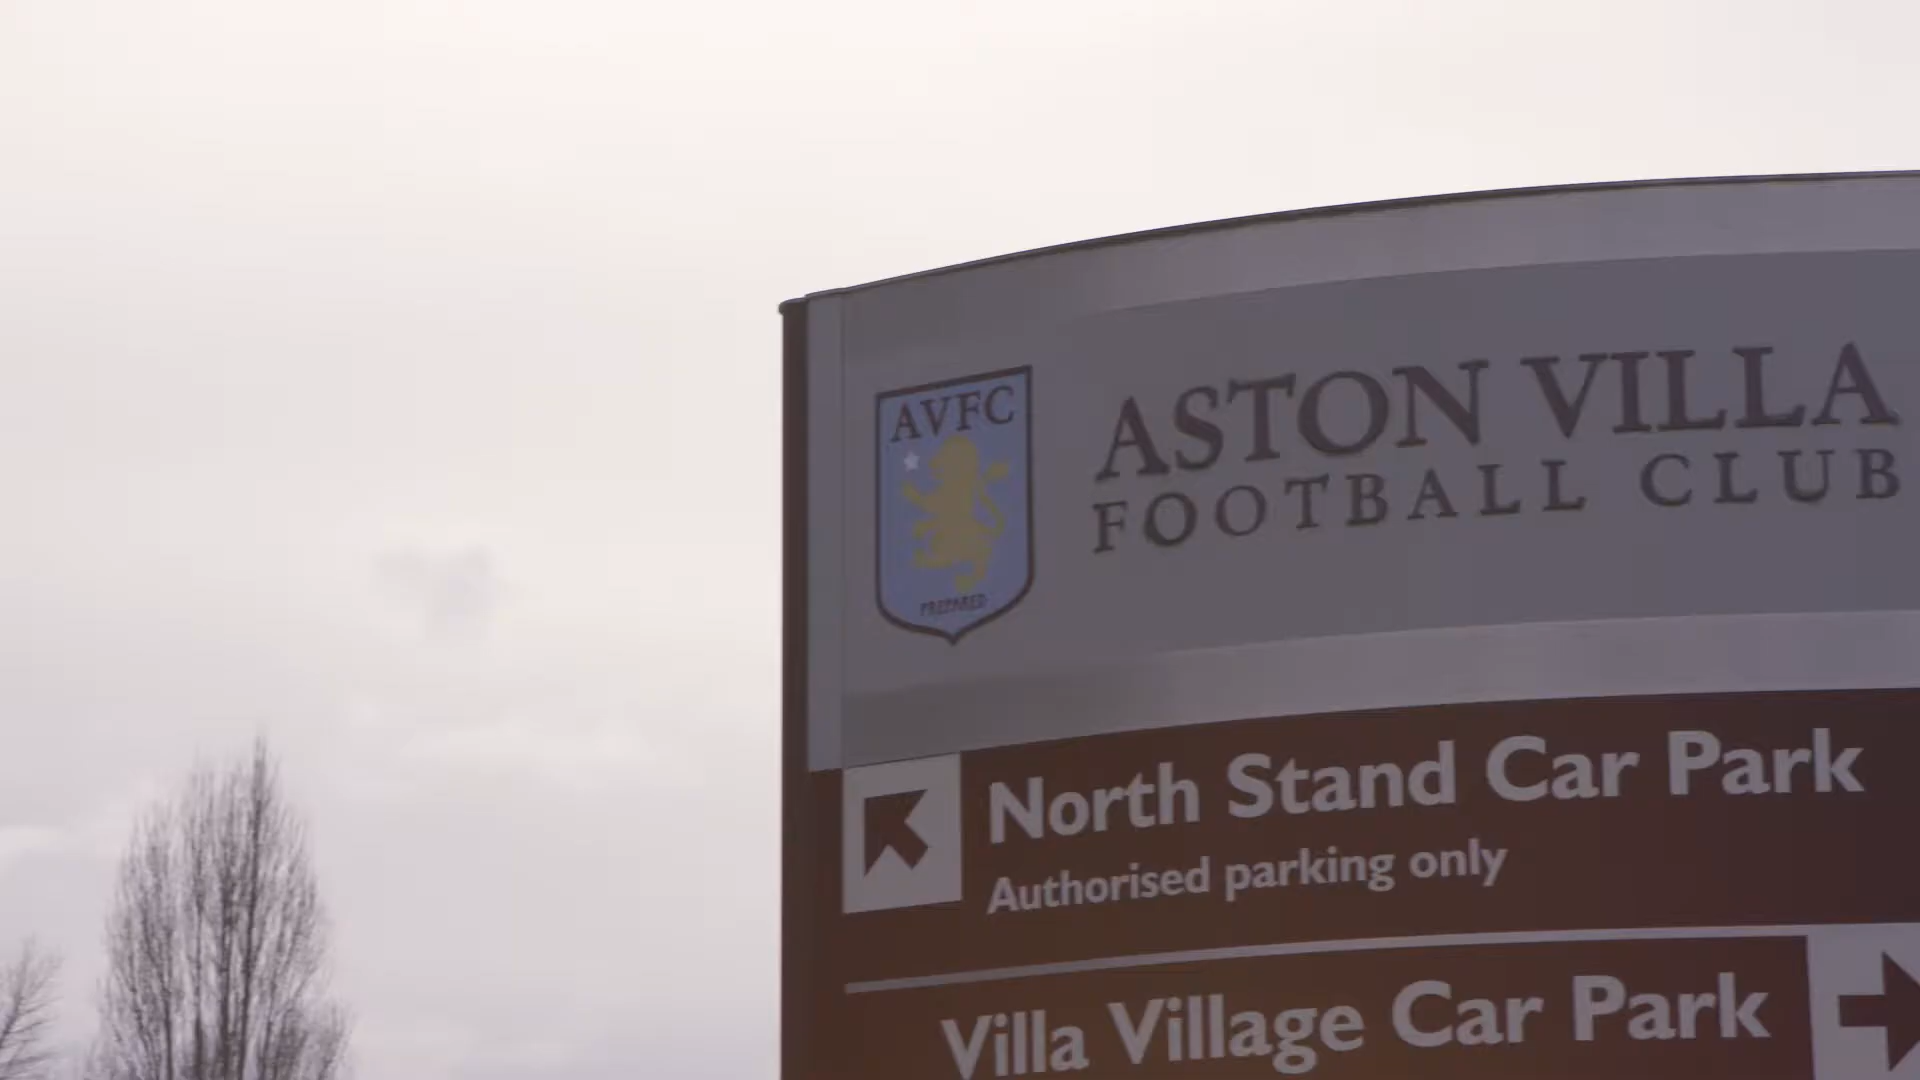 AVFC
PREPARED
ASTON VILLA
FOOTBALL CLUB
North Stand Car Park
Authorised parking only
Villa Village Car Park